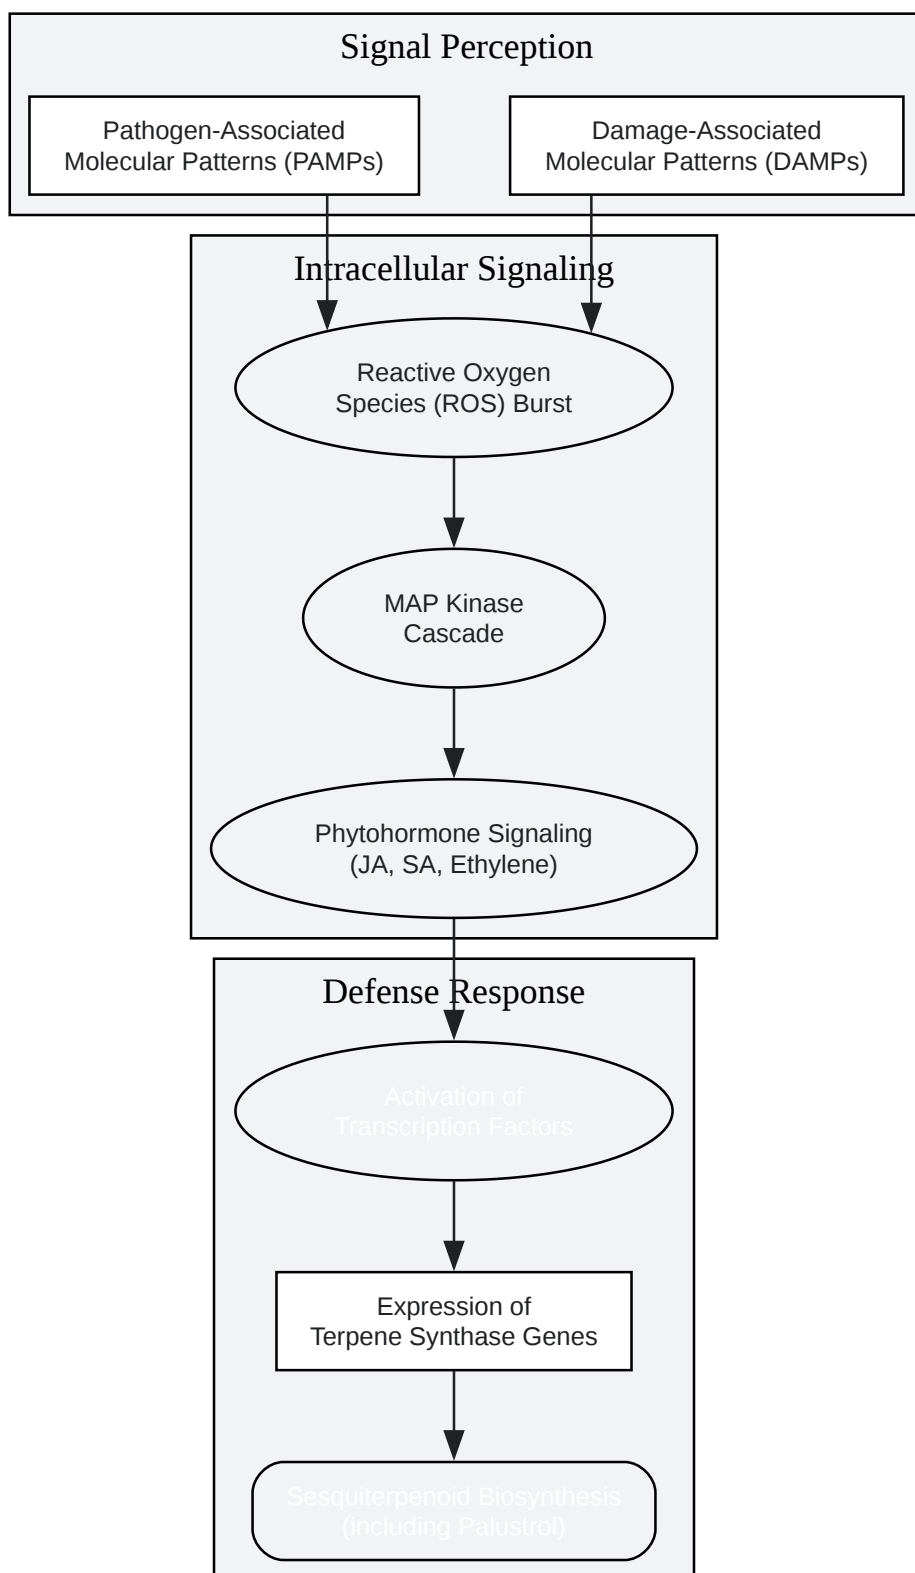 Signal Perception
Pathogen-Associated
Molecular Patterns (PAMPs)
Damage-Associated
Molecular Patterns (DAMPs)
Intracellular Signaling
Reactive Oxygen
Species (ROS) Burst
MAP Kinase
Cascade
Phytohormone Signaling
(JA, SA, Ethylene)
Defense Response
Activation of
Transcription Factors
Expression of
Terpene Synthase Genes
Sesquiterpenoid Biosynthesis
(including Palustrol)